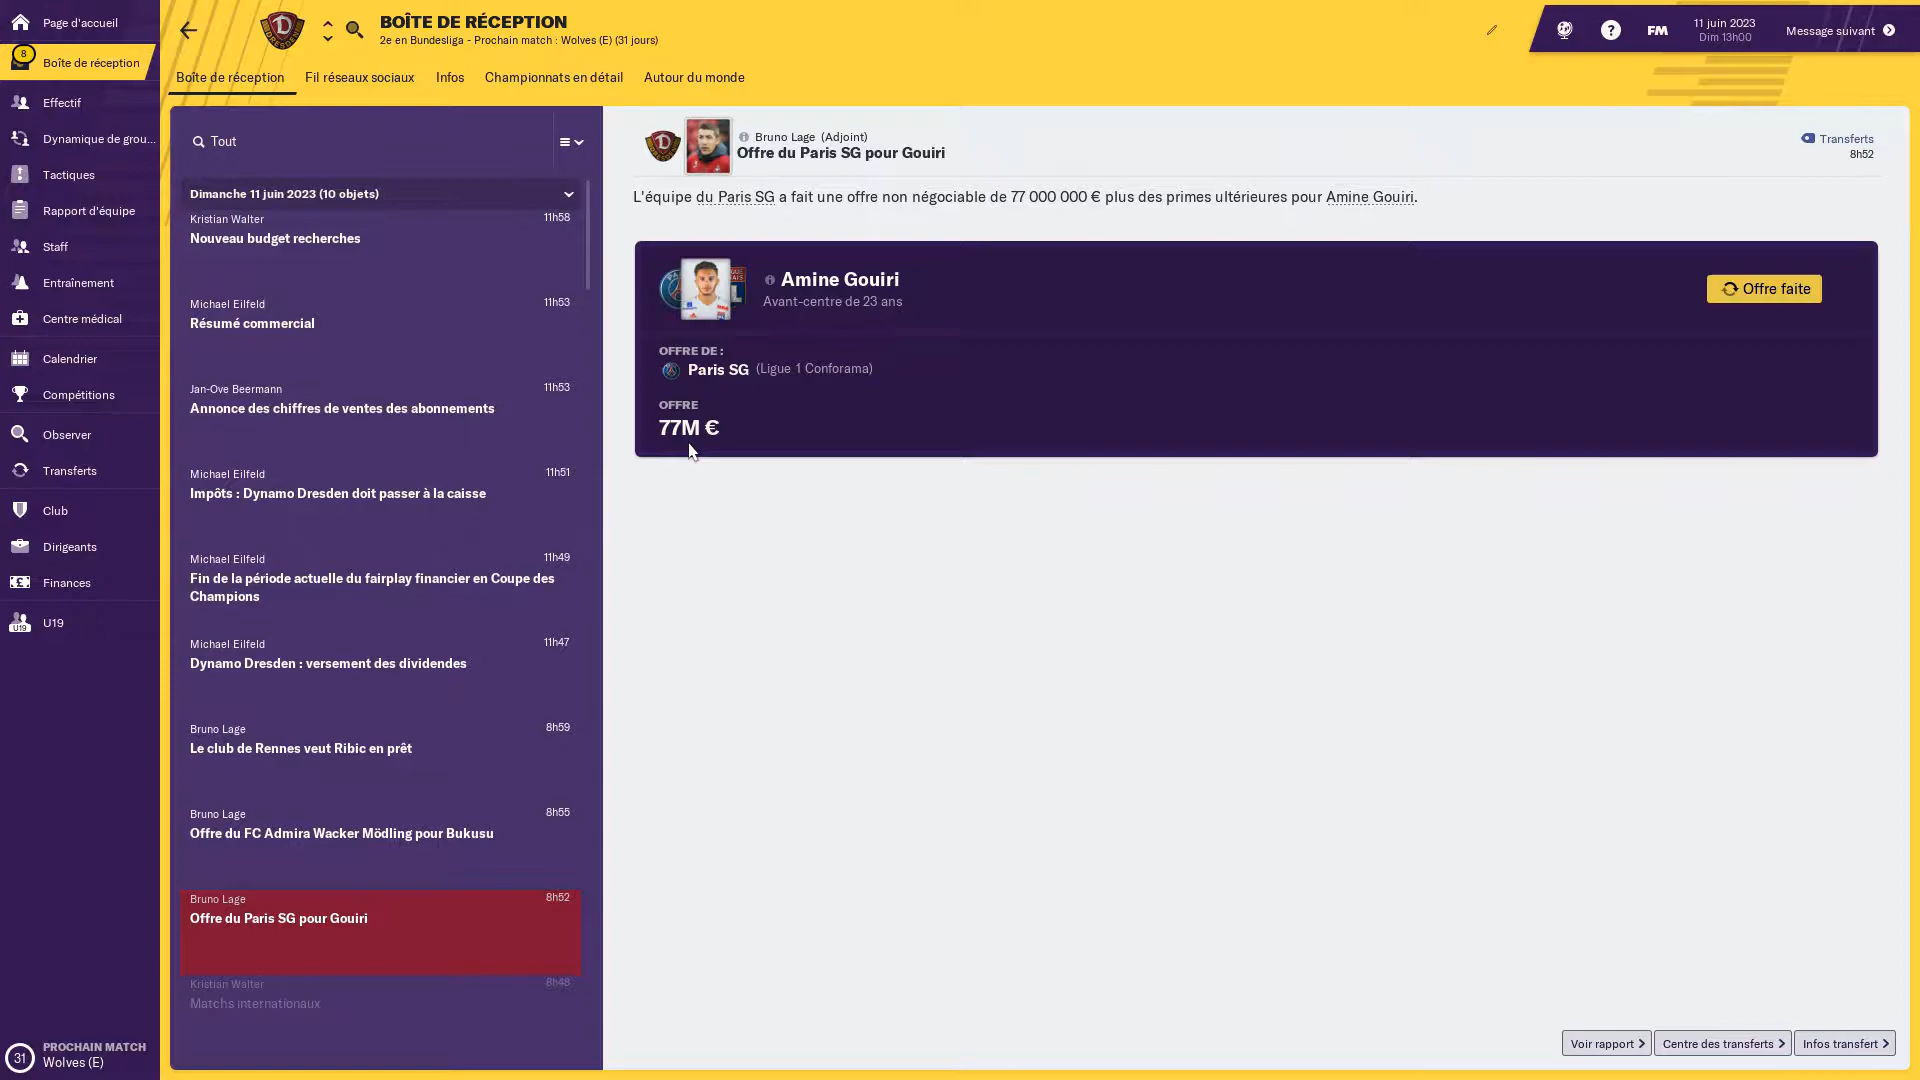 Page d'accueil
8
Boîte de réception
Effectif
Dynamique de grou...
Tactiques
Rapport d'équipe
Staff
Entraînement
Centre médical
Calendrier
Compétitions
Observer
Transferts
Club
Dirigeants
Finances
U19
U19
31
PROCHAIN MATCH
Wolves (E)
BOÎTE DE RÉCEPTION
2e en Bundesliga - Prochain match : Wolves (E) (31 jours)
?
FM
11 juin 2023
Dim 13h00
Message suivant
Boîte de réception
Fil réseaux sociaux
Infos
Championnats en détail
Autour du monde
Tout
Dimanche 11 juin 2023 (10 objets)
Kristian Walter
11h58
Nouveau budget recherches
Michael Eilfeld
11h53
Résumé commercial
Jan-Ove Beermann
11h53
Annonce des chiffres de ventes des abonnements
Michael Eilfeld
11h51
Impôts : Dynamo Dresden doit passer à la caisse
Michael Eilfeld
11h49
Fin de la période actuelle du fairplay financier en Coupe des
Champions
Michael Eilfeld
11h47
Dynamo Dresden : versement des dividendes
Bruno Lage
8h59
Le club de Rennes veut Ribic en prêt
Bruno Lage
8h55
Offre du FC Admira Wacker Mödling pour Bukusu
Bruno Lage
8h52
Offre du Paris SG pour Gouiri
Kristian Walter
8h48
Matchs internationaux
Bruno Lage (Adjoint)
Offre du Paris SG pour Gouiri
Transferts
8h52
L'équipe du Paris SG a fait une offre non négociable de 77 000 000 € plus des primes ultérieures pour Amine Gouiri.
Amine Gouiri
Avant-centre de 23 ans
Offre faite
OFFRE DE :
Paris SG (Ligue 1 Conforama)
OFFRE
77M €
Voir rapport
Centre des transferts
Infos transfert